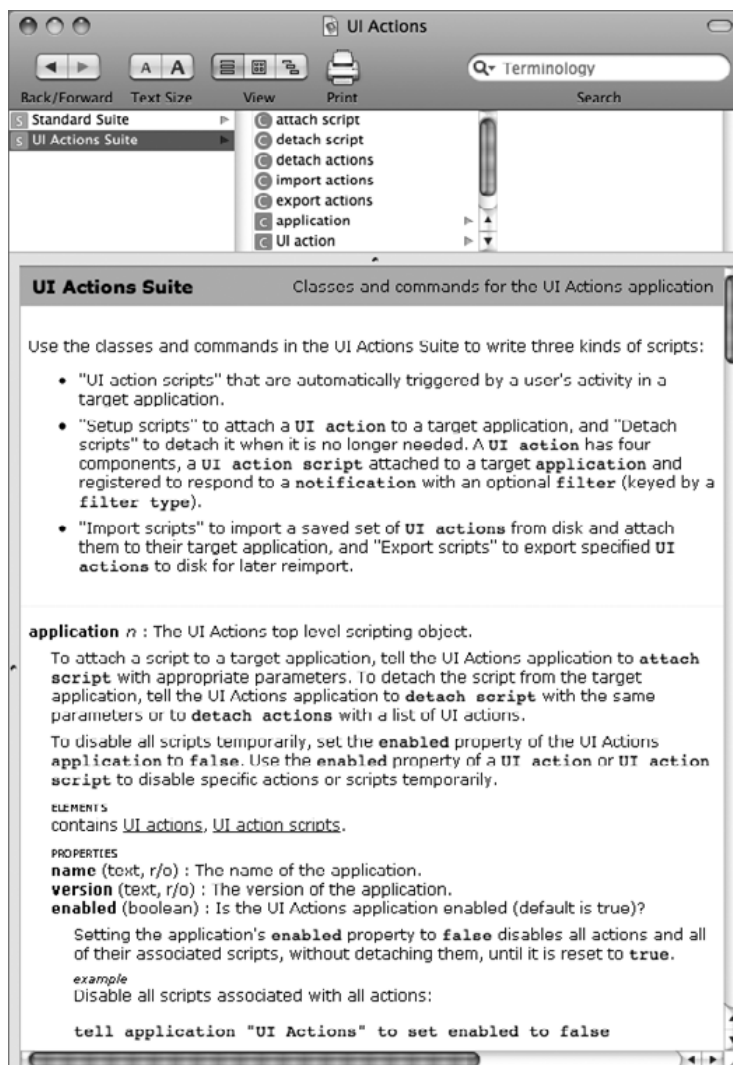 UI Actions
A A
Back/Forward Text Size View Print Search
Terminology
S Standard Suite
S UI Actions Suite
C attach script
C detach script
C detach actions
C import actions
C export actions
C application
C UI action
UI Actions Suite Classes and commands for the UI Actions application
Use the classes and commands in the UI Actions Suite to write three kinds of scripts:
• "UI action scripts" that are automatically triggered by a user's activity in a
target application.
• "Setup scripts" to attach a UI action to a target application, and "Detach
scripts" to detach it when it is no longer needed. A UI action has four
components, a UI action script attached to a target application and
registered to respond to a notification with an optional filter (keyed by a
filter type).
• "Import scripts" to import a saved set of UI actions from disk and attach
them to their target application, and "Export scripts" to export specified UI
actions to disk for later reimport.
application n : The UI Actions top level scripting object.
To attach a script to a target application, tell the UI Actions application to attach
script with appropriate parameters. To detach the script from the target
application, tell the UI Actions application to detach script with the same
parameters or to detach actions with a list of UI actions.
To disable all scripts temporarily, set the enabled property of the UI Actions
application to false. Use the enabled property of a UI action or UI action
script to disable specific actions or scripts temporarily.
ELEMENTS
contains UI actions, UI action scripts.
PROPERTIES
name (text, r/o) : The name of the application.
version (text, r/o) : The version of the application.
enabled (boolean) : Is the UI Actions application enabled (default is true)?
Setting the application's enabled property to false disables all actions and all
of their associated scripts, without detaching them, until it is reset to true.
example
Disable all scripts associated with all actions:
tell application "UI Actions" to set enabled to false